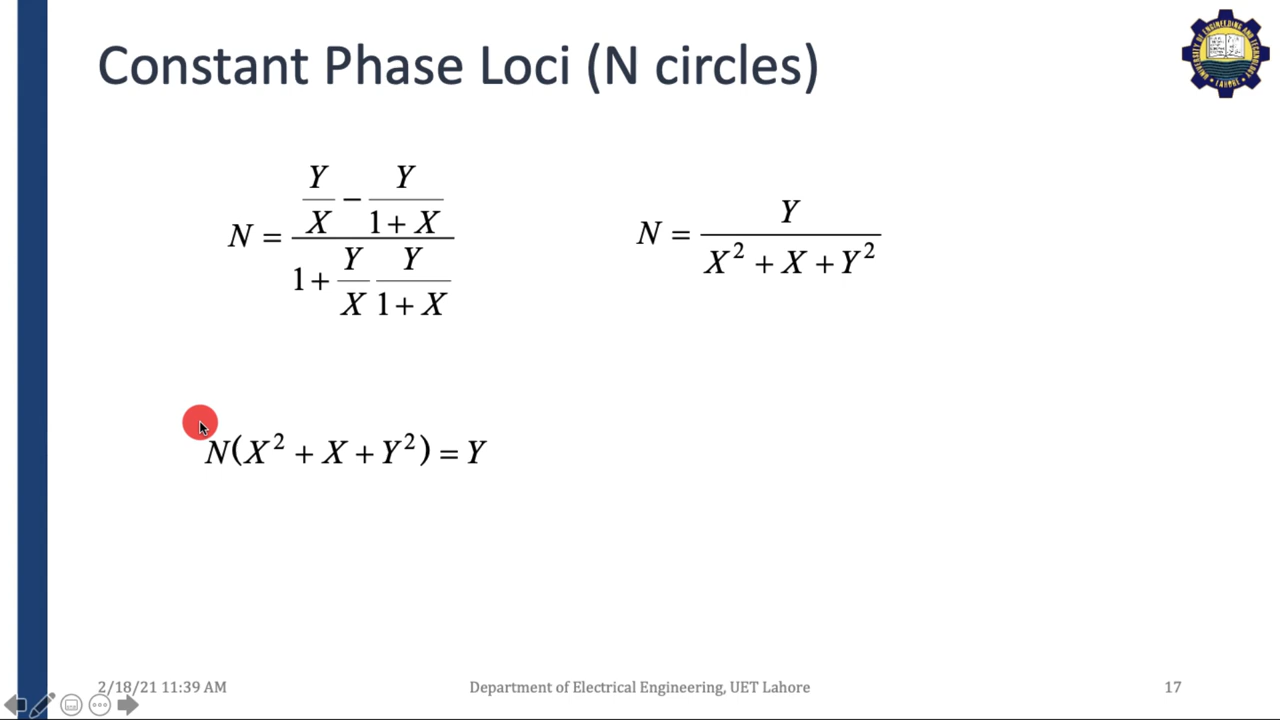 Constant Phase Loci (N circles)
N = (Y/X − Y/(1 + X)) / (1 + (Y/X)(Y/(1 + X)))
N = Y / (X² + X + Y²)
N(X² + X + Y²) = Y
2/18/21 11:39 AM
Department of Electrical Engineering, UET Lahore
17